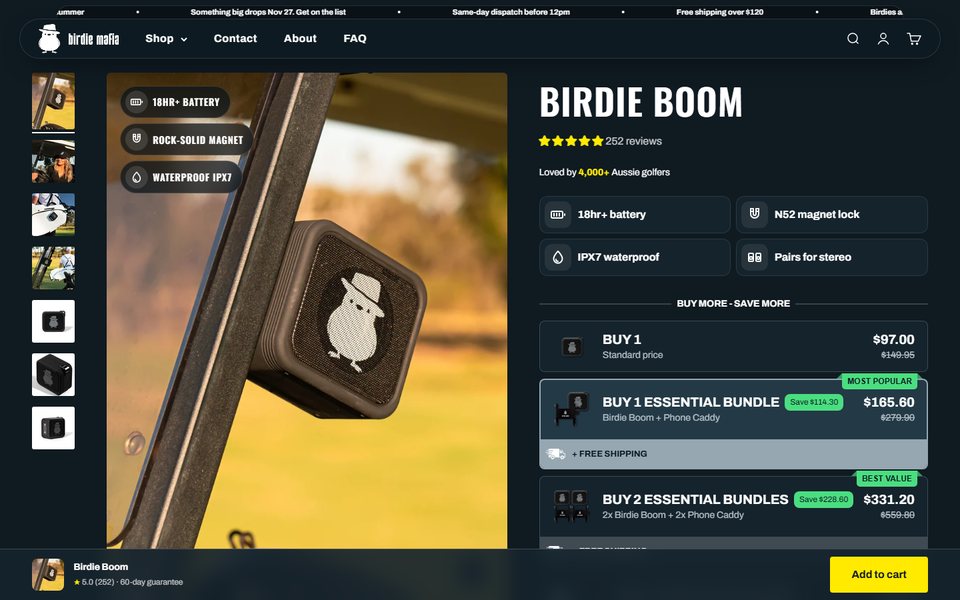 ummer • Something big drops Nov 27. Get on the list • Same-day dispatch before 12pm • Free shipping over $120 • Birdies a
birdie mafia Shop Contact About FAQ
18HR+ BATTERY
ROCK-SOLID MAGNET
WATERPROOF IPX7
BIRDIE BOOM
252 reviews
Loved by 4,000+ Aussie golfers
18hr+ battery
N52 magnet lock
IPX7 waterproof
Pairs for stereo
BUY MORE - SAVE MORE
BUY 1 $97.00
Standard price $149.95
MOST POPULAR
BUY 1 ESSENTIAL BUNDLE Save $114.30 $165.60
Birdie Boom + Phone Caddy $279.90
+ FREE SHIPPING
BEST VALUE
BUY 2 ESSENTIAL BUNDLES Save $228.60 $331.20
2x Birdie Boom + 2x Phone Caddy $559.80
+ FREE SHIPPING
Birdie Boom
★ 5.0 (252) · 60-day guarantee
Add to cart